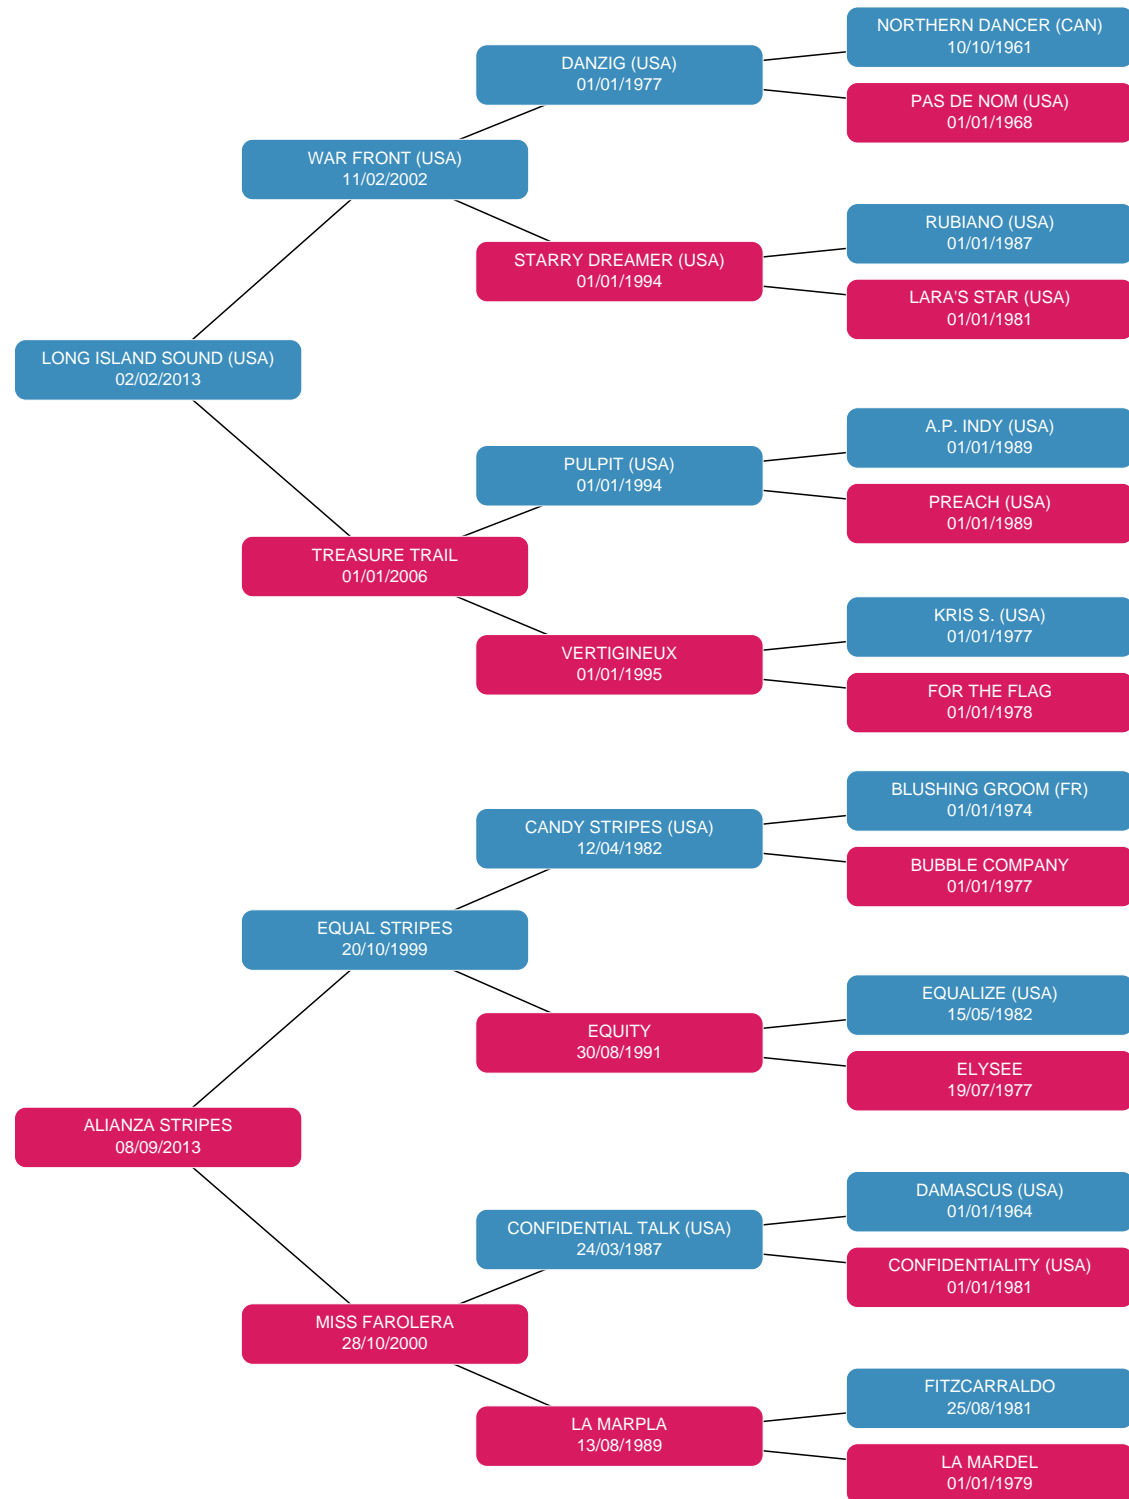 NORTHERN DANCER (CAN)
10/10/1961
DANZIG (USA)
01/01/1977
PAS DE NOM (USA)
01/01/1968
WAR FRONT (USA)
11/02/2002
RUBIANO (USA)
01/01/1987
STARRY DREAMER (USA)
01/01/1994
LARA'S STAR (USA)
01/01/1981
LONG ISLAND SOUND (USA)
02/02/2013
A.P. INDY (USA)
01/01/1989
PULPIT (USA)
01/01/1994
PREACH (USA)
01/01/1989
TREASURE TRAIL
01/01/2006
KRIS S. (USA)
01/01/1977
VERTIGINEUX
01/01/1995
FOR THE FLAG
01/01/1978
BLUSHING GROOM (FR)
01/01/1974
CANDY STRIPES (USA)
12/04/1982
BUBBLE COMPANY
01/01/1977
EQUAL STRIPES
20/10/1999
EQUALIZE (USA)
15/05/1982
EQUITY
30/08/1991
ELYSEE
19/07/1977
ALIANZA STRIPES
08/09/2013
DAMASCUS (USA)
01/01/1964
CONFIDENTIAL TALK (USA)
24/03/1987
CONFIDENTIALITY (USA)
01/01/1981
MISS FAROLERA
28/10/2000
FITZCARRALDO
25/08/1981
LA MARPLA
13/08/1989
LA MARDEL
01/01/1979